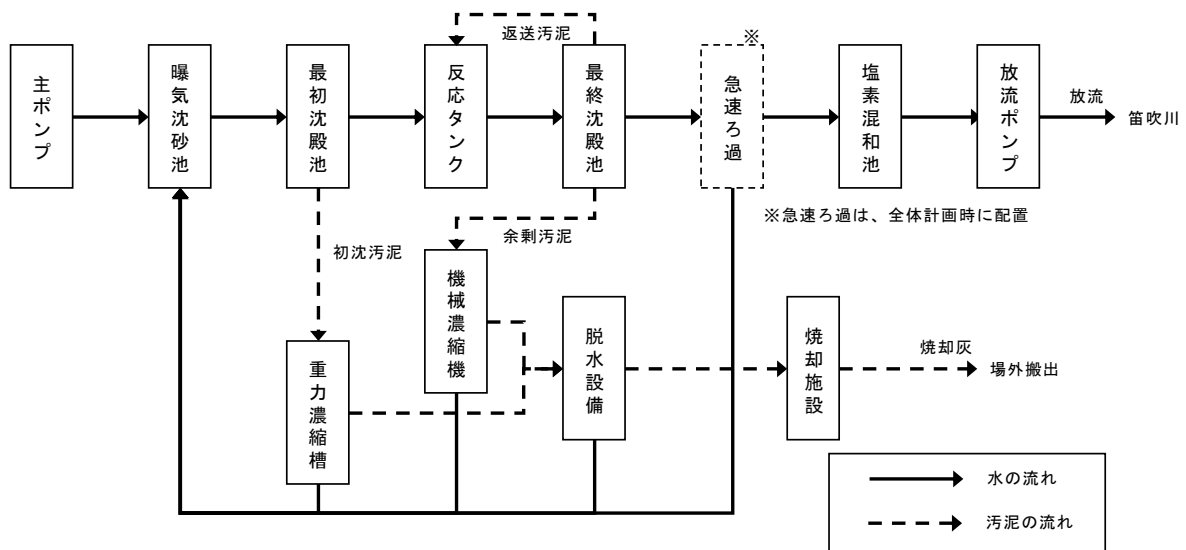 返送汚泥
※
主ポンプ
曝気沈砂池
最初沈殿池
反応タンク
最終沈殿池
急速ろ過
塩素混和池
放流ポンプ
放流
笛吹川
※急速ろ過は、全体計画時に配置
初沈汚泥
余剰汚泥
機械濃縮機
重力濃縮槽
脱水設備
焼却施設
焼却灰
場外搬出
水の流れ
汚泥の流れ